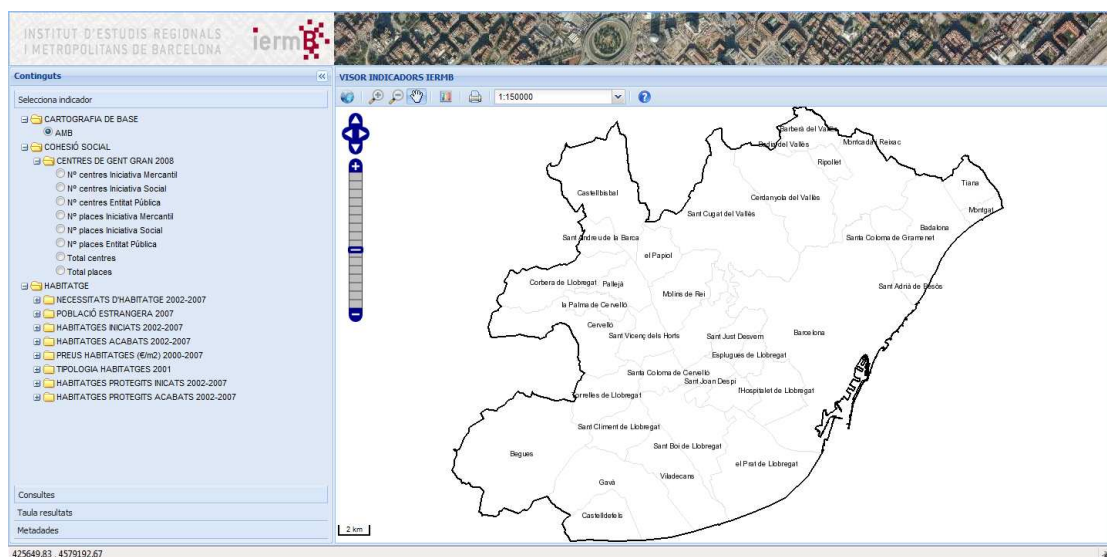 INSTITUT D'ESTUDIS REGIONALS
I METROPOLITANS DE BARCELONA
iermB
Continguts
Selecciona indicador
CARTOGRAFIA DE BASE
AMB
COHESIÓ SOCIAL
CENTRES DE GENT GRAN 2008
Nº centres Iniciativa Mercantil
Nº centres Iniciativa Social
Nº centres Entitat Pública
Nº places Iniciativa Mercantil
Nº places Iniciativa Social
Nº places Entitat Pública
Total centres
Total places
HABITATGE
NECESSITATS D'HABITATGE 2002-2007
POBLACIÓ ESTRANGERA 2007
HABITATGES INICIATS 2002-2007
HABITATGES ACABATS 2002-2007
PREUS HABITATGES (€/m2) 2000-2007
TIPOLOGIA HABITATGES 2001
HABITATGES PROTEGITS INICATS 2002-2007
HABITATGES PROTEGITS ACABATS 2002-2007
Consultes
Taula resultats
Metadades
425649.83 , 4579192.67
VISOR INDICADORS IERMB
1:150000
Barberà del Vallès
Badia del Vallès
Montcada i Reixac
Ripollet
Tiana
Castellbisbal
Cerdanyola del Vallès
Montgat
Sant Cugat del Vallès
Badalona
Sant Andreu de la Barca
Santa Coloma de Gramenet
el Papiol
Corbera de Llobregat
Pallejà
Sant Adrià de Besòs
Molins de Rei
la Palma de Cervelló
Cervelló
Sant Vicenç dels Horts
Sant Just Desvern
Barcelona
Esplugues de Llobregat
Santa Coloma de Cervelló
Sant Joan Despí
l'Hospitalet de Llobregat
Torrelles de Llobregat
Sant Climent de Llobregat
Sant Boi de Llobregat
Begues
el Prat de Llobregat
Viladecans
Gavà
Castelldefels
2 km